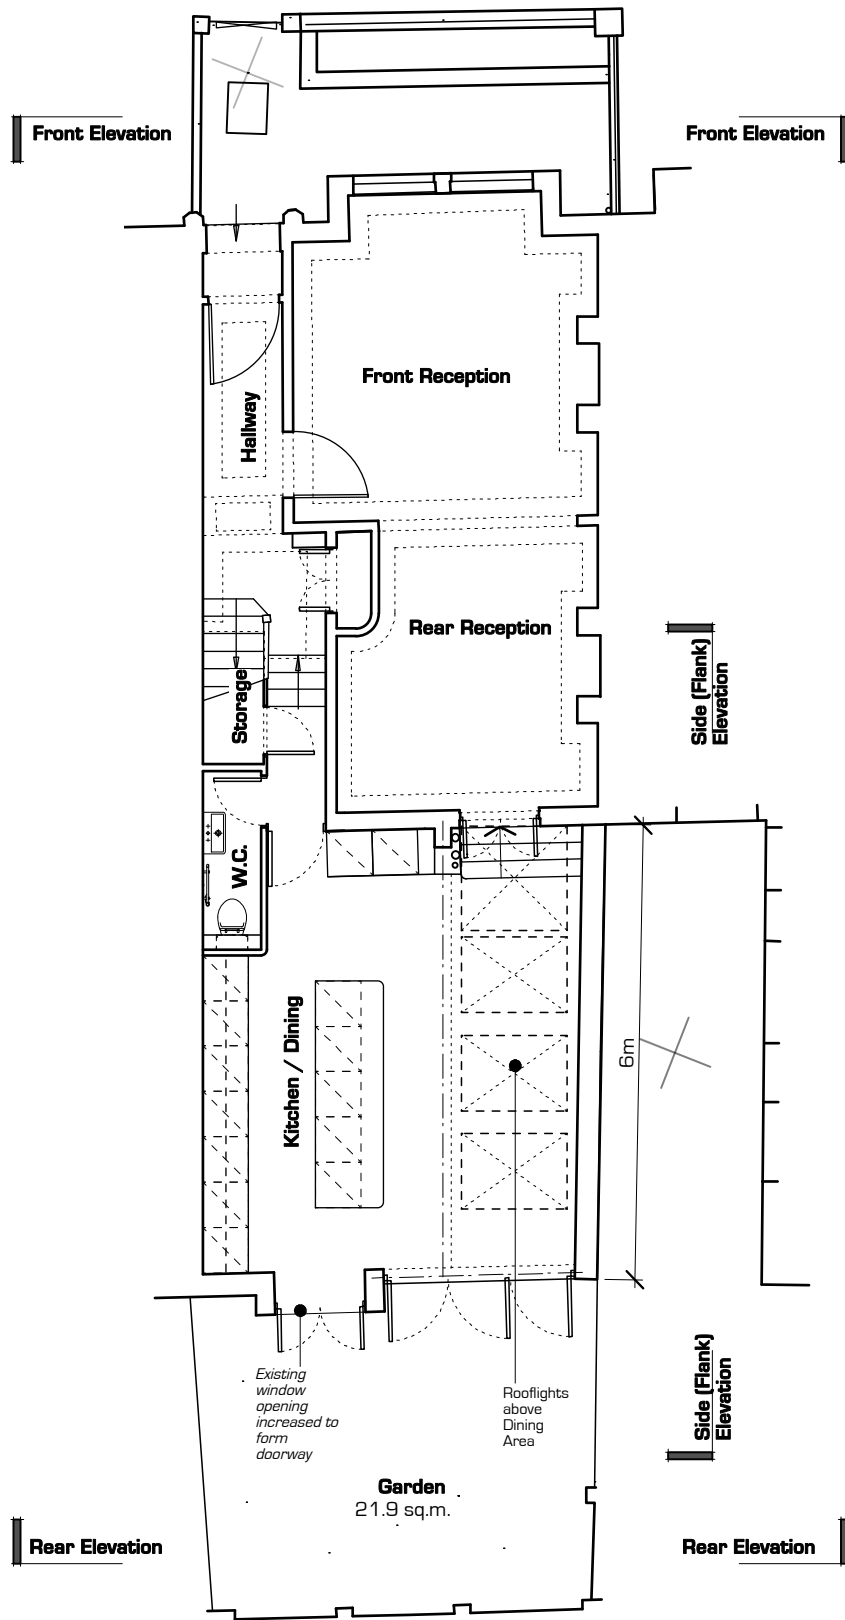 Front Elevation
Front Elevation
Front Reception
Hallway
Rear Reception
Side (Flank)
Elevation
Storage
W.C.
Kitchen / Dining
6m
Existing
window
opening
increased to
form
doorway
Rooflights
above
Dining
Area
Side (Flank)
Elevation
Garden
21.9 sq.m.
Rear Elevation
Rear Elevation